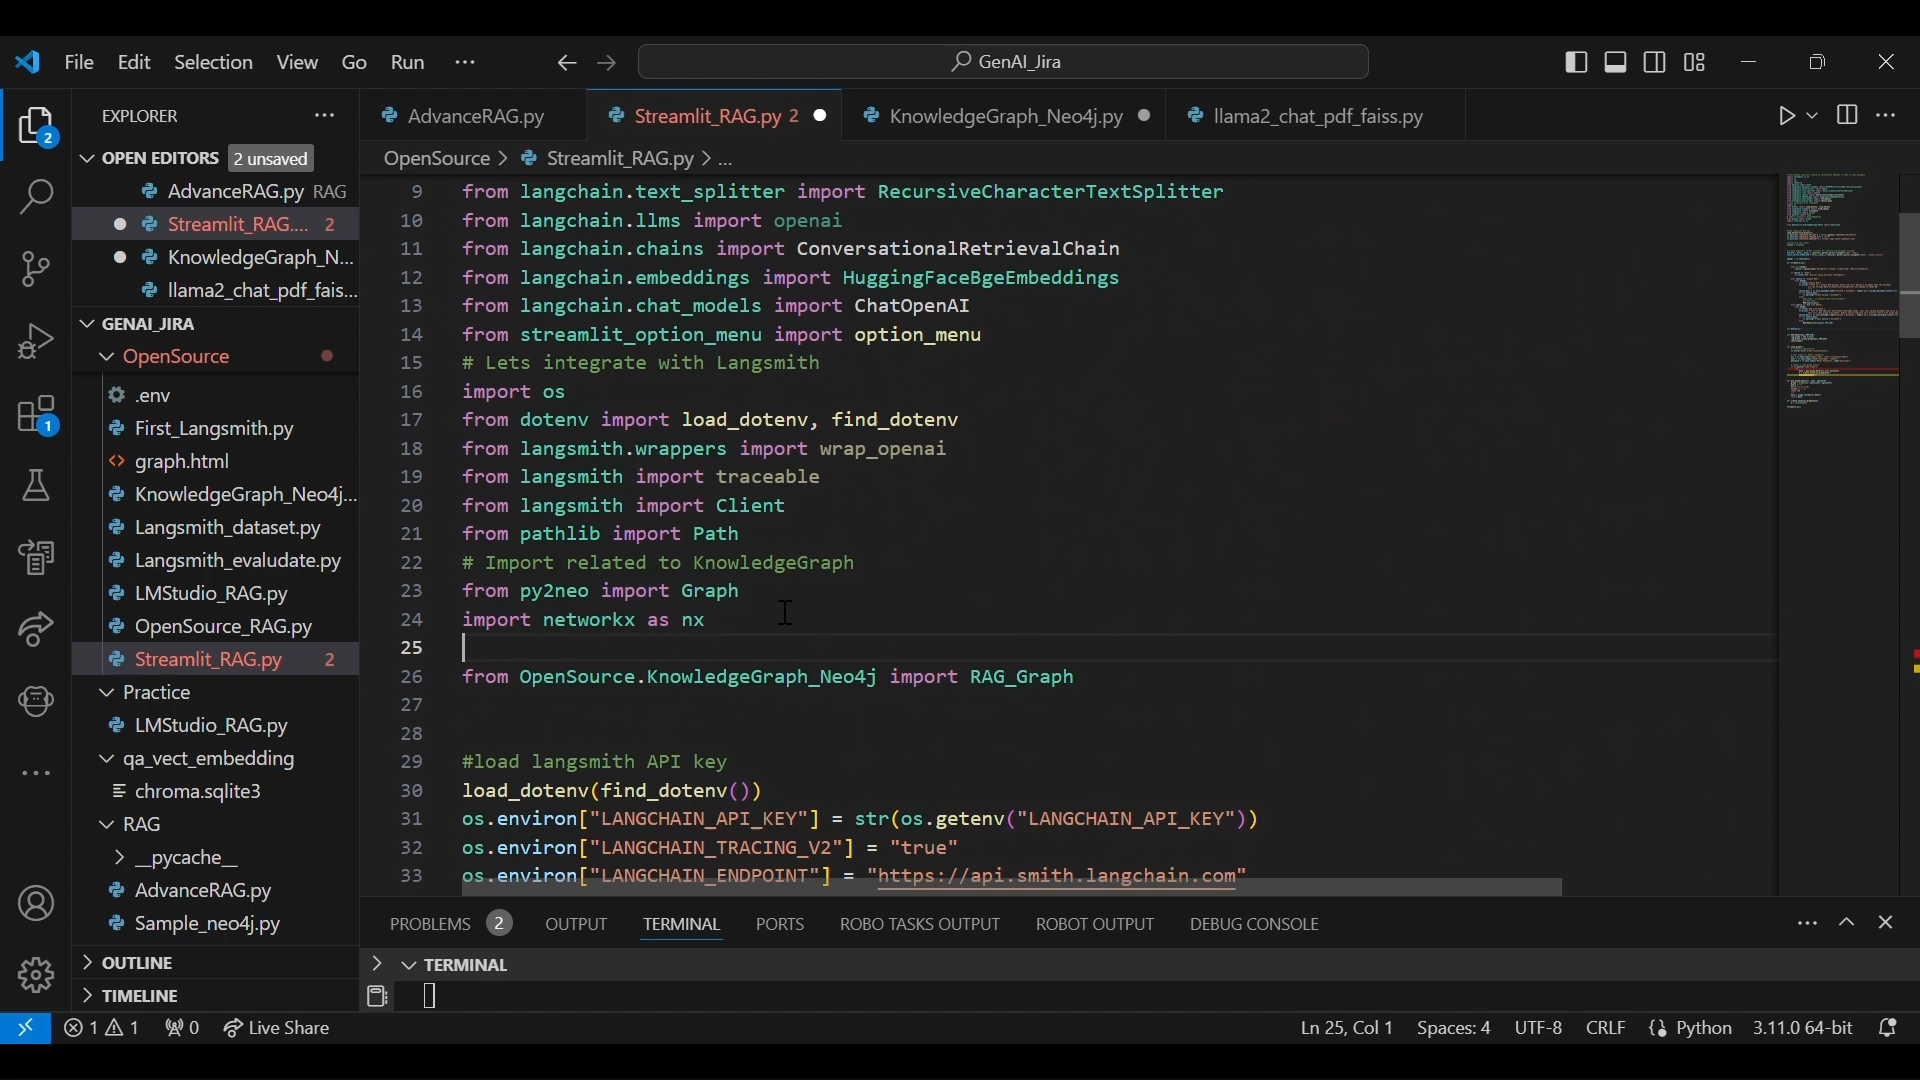 File Edit Selection View Go Run ... GenAI_Jira
EXPLORER ...
OPEN EDITORS 2 unsaved
AdvanceRAG.py RAG
Streamlit_RAG.... 2
KnowledgeGraph_N...
llama2_chat_pdf_fais...
GENAI_JIRA
OpenSource
.env
First_Langsmith.py
graph.html
KnowledgeGraph_Neo4j...
Langsmith_dataset.py
Langsmith_evaludate.py
LMStudio_RAG.py
OpenSource_RAG.py
Streamlit_RAG.py 2
Practice
LMStudio_RAG.py
qa_vect_embedding
chroma.sqlite3
RAG
__pycache__
AdvanceRAG.py
Sample_neo4j.py
OUTLINE
TIMELINE
2
1
AdvanceRAG.py Streamlit_RAG.py 2 KnowledgeGraph_Neo4j.py llama2_chat_pdf_faiss.py
OpenSource > Streamlit_RAG.py > ...
9 from langchain.text_splitter import RecursiveCharacterTextSplitter
10 from langchain.llms import openai
11 from langchain.chains import ConversationalRetrievalChain
12 from langchain.embeddings import HuggingFaceBgeEmbeddings
13 from langchain.chat_models import ChatOpenAI
14 from streamlit_option_menu import option_menu
15 # Lets integrate with Langsmith
16 import os
17 from dotenv import load_dotenv, find_dotenv
18 from langsmith.wrappers import wrap_openai
19 from langsmith import traceable
20 from langsmith import Client
21 from pathlib import Path
22 # Import related to KnowledgeGraph
23 from py2neo import Graph
24 import networkx as nx
25
26 from OpenSource.KnowledgeGraph_Neo4j import RAG_Graph
27
28
29 #load langsmith API key
30 load_dotenv(find_dotenv())
31 os.environ["LANGCHAIN_API_KEY"] = str(os.getenv("LANGCHAIN_API_KEY"))
32 os.environ["LANGCHAIN_TRACING_V2"] = "true"
33 os.environ["LANGCHAIN_ENDPOINT"] = "https://api.smith.langchain.com"
PROBLEMS 2 OUTPUT TERMINAL PORTS ROBO TASKS OUTPUT ROBOT OUTPUT DEBUG CONSOLE
TERMINAL
1 1 0 Live Share Ln 25, Col 1 Spaces: 4 UTF-8 CRLF Python 3.11.0 64-bit